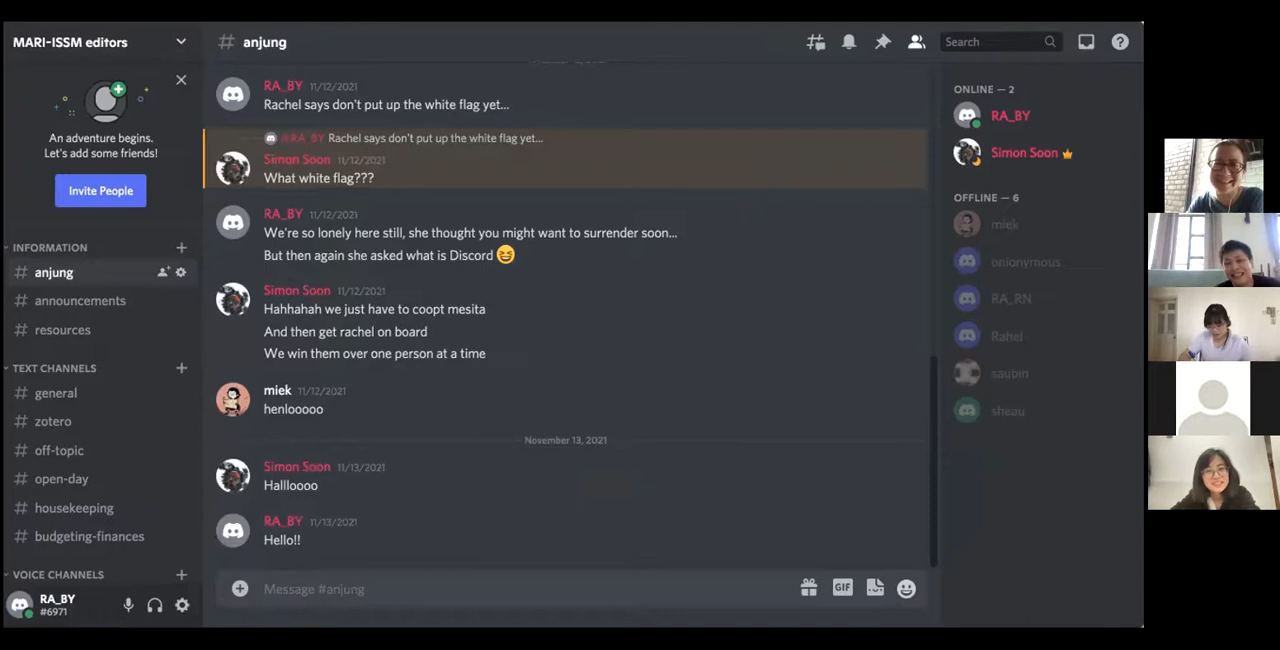 MARI-ISSM editors
An adventure begins.
Let's add some friends!
Invite People
INFORMATION
# anjung
# announcements
# resources
TEXT CHANNELS
# general
# zotero
# off-topic
# open-day
# housekeeping
# budgeting-finances
VOICE CHANNELS
RA_BY
#6971
# anjung
Search
RA_BY 11/12/2021
Rachel says don't put up the white flag yet...
@RA_BY Rachel says don't put up the white flag yet...
Simon Soon 11/12/2021
What white flag???
RA_BY 11/12/2021
We're so lonely here still, she thought you might want to surrender soon...
But then again she asked what is Discord 😆
Simon Soon 11/12/2021
Hahhahah we just have to coopt mesita
And then get rachel on board
We win them over one person at a time
miek 11/12/2021
henlooooo
November 13, 2021
Simon Soon 11/13/2021
Hallloooo
RA_BY 11/13/2021
Hello!!
Message #anjung
GIF
ONLINE — 2
RA_BY
Simon Soon
OFFLINE — 6
miek
onionymous
RA_RN
Rahel
saubin
sheau